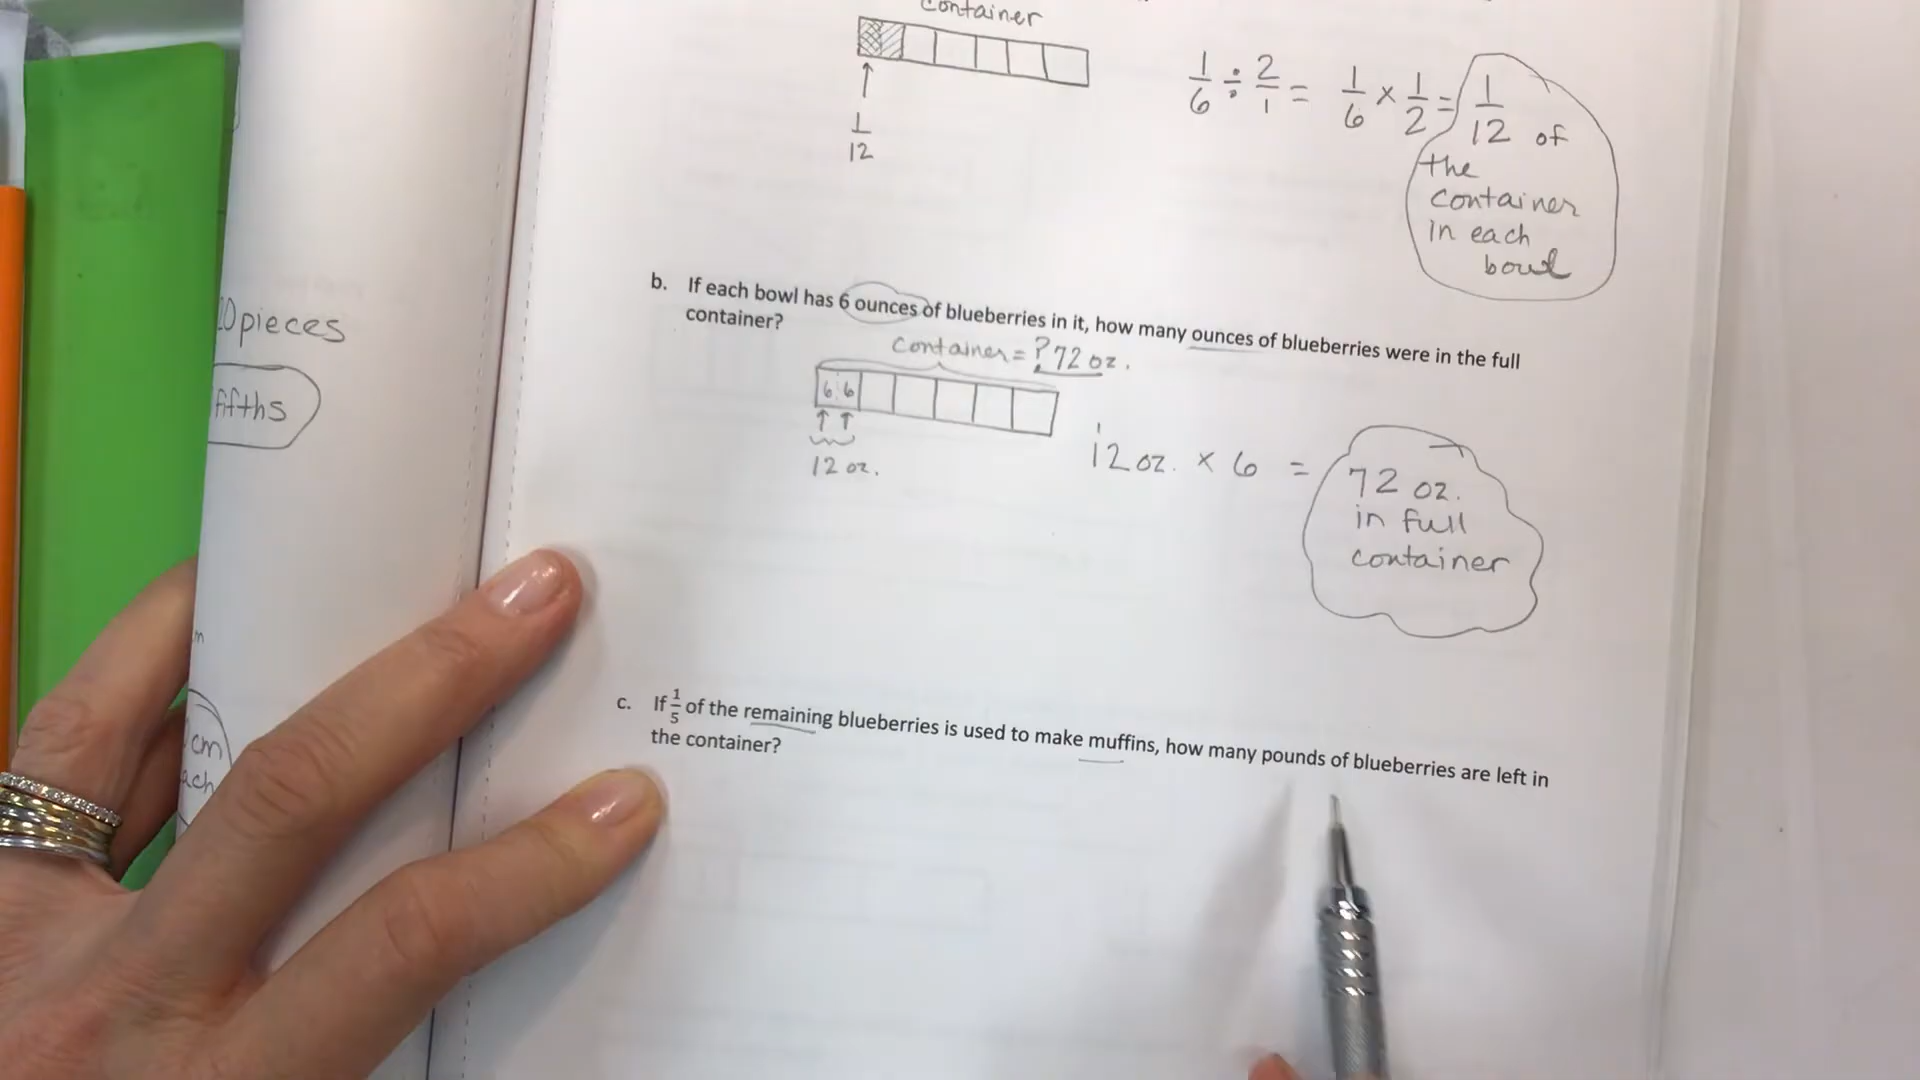 container
1/6 ÷ 2/1 = 1/6 × 1/2 = 1/12 of
the
container
in each
bowl
1/12
b. If each bowl has 6 ounces of blueberries in it, how many ounces of blueberries were in the full
container?
container = ? 72 oz.
6 6
12 oz.
12 oz. × 6 = 72 oz.
in full
container
c. If 1/5 of the remaining blueberries is used to make muffins, how many pounds of blueberries are left in
the container?
pieces
fifths
cm